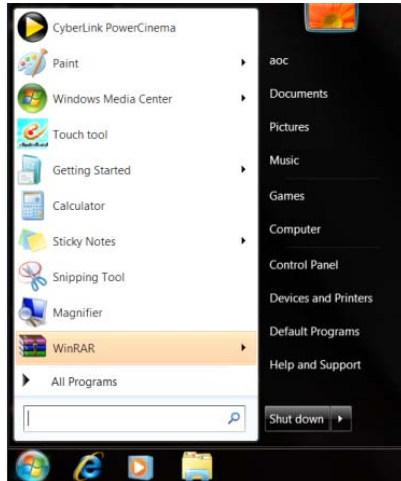 CyberLink PowerCinema
Paint
Windows Media Center
Touch tool
Getting Started
Calculator
Sticky Notes
Snipping Tool
Magnifier
WinRAR
All Programs
aoc
Documents
Pictures
Music
Games
Computer
Control Panel
Devices and Printers
Default Programs
Help and Support
Shut down